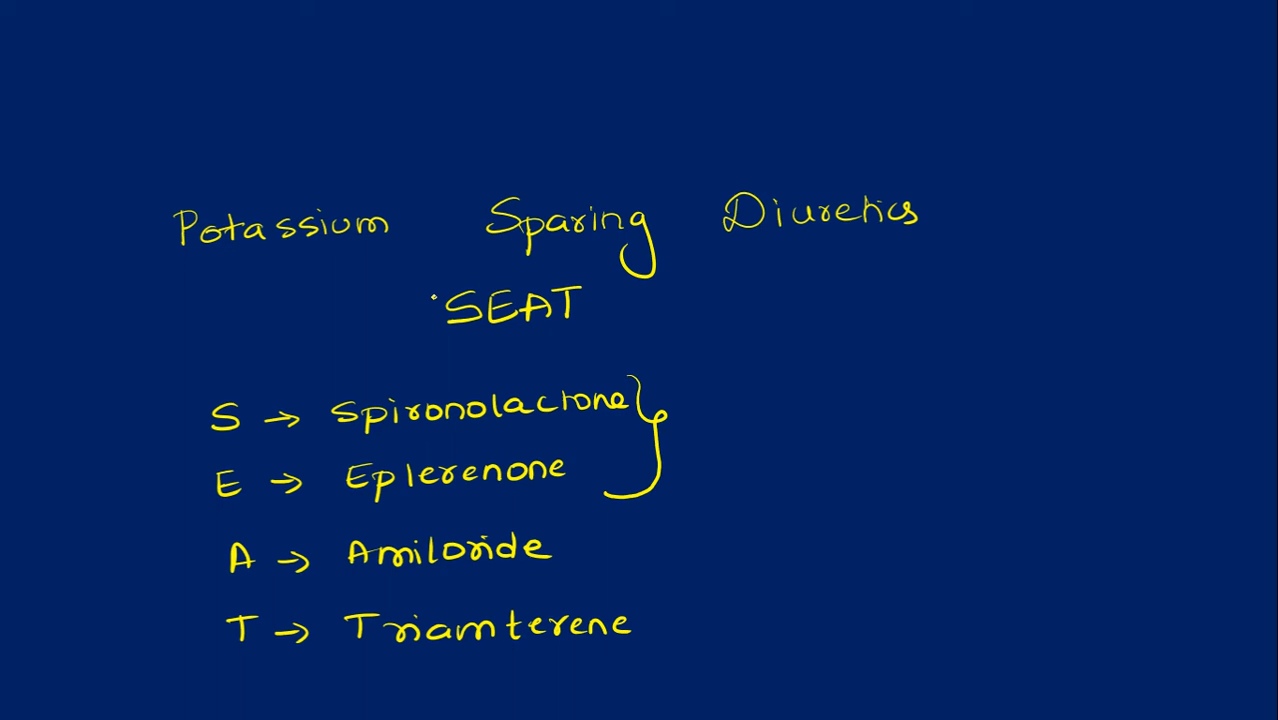 Potassium Sparing Diuretics
SEAT
S → Spironolactone
E → Eplerenone
A → Amiloride
T → Triamterene